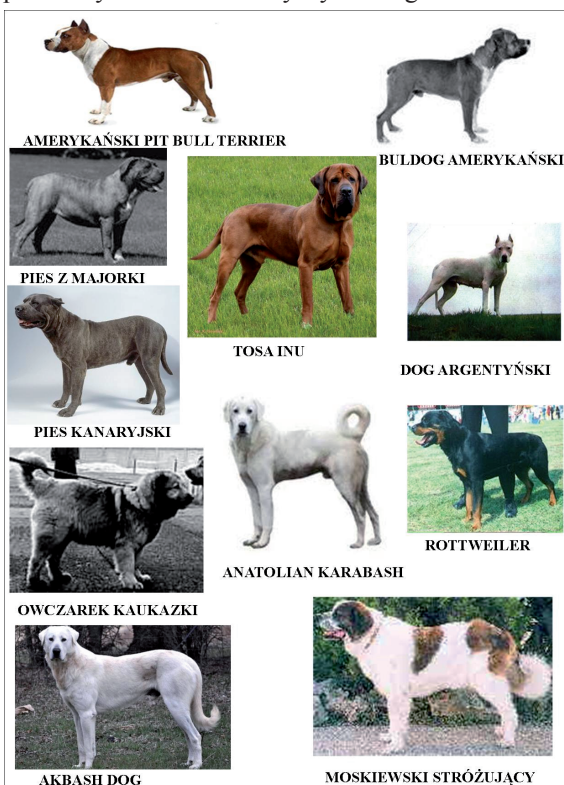 AMERYKAŃSKI PIT BULL TERRIER
BULDOG AMERYKAŃSKI
PIES Z MAJORKI
TOSA INU
DOG ARGENTYŃSKI
PIES KANARYJSKI
ROTTWEILER
ANATOLIAN KARABASH
OWCZAREK KAUKAZKI
AKBASH DOG
MOSKIEWSKI STRÓŻUJĄCY